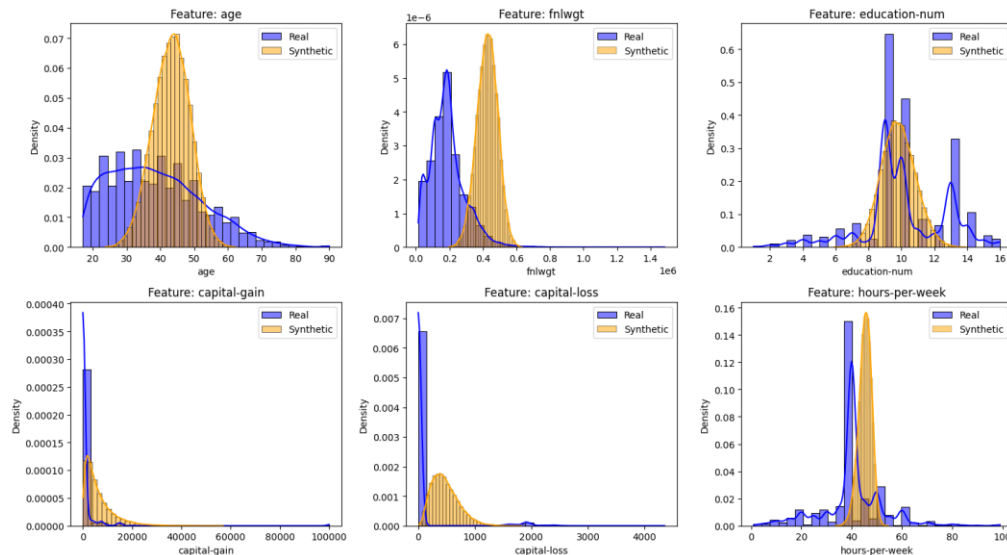 Feature: age
Density
0.07
0.06
0.05
0.04
0.03
0.02
0.01
0.00
20 30 40 50 60 70 80 90
age
Real
Synthetic
Feature: fnlwgt
1e−6
Density
6
5
4
3
2
1
0
0.0 0.2 0.4 0.6 0.8 1.0 1.2 1.4
1e6
fnlwgt
Real
Synthetic
Feature: education-num
Density
0.6
0.5
0.4
0.3
0.2
0.1
0.0
2 4 6 8 10 12 14 16
education-num
Real
Synthetic
Feature: capital-gain
Density
0.00040
0.00035
0.00030
0.00025
0.00020
0.00015
0.00010
0.00005
0.00000
0 20000 40000 60000 80000 100000
capital-gain
Real
Synthetic
Feature: capital-loss
Density
0.007
0.006
0.005
0.004
0.003
0.002
0.001
0.000
0 1000 2000 3000 4000
capital-loss
Real
Synthetic
Feature: hours-per-week
Density
0.16
0.14
0.12
0.10
0.08
0.06
0.04
0.02
0.00
0 20 40 60 80 100
hours-per-week
Real
Synthetic